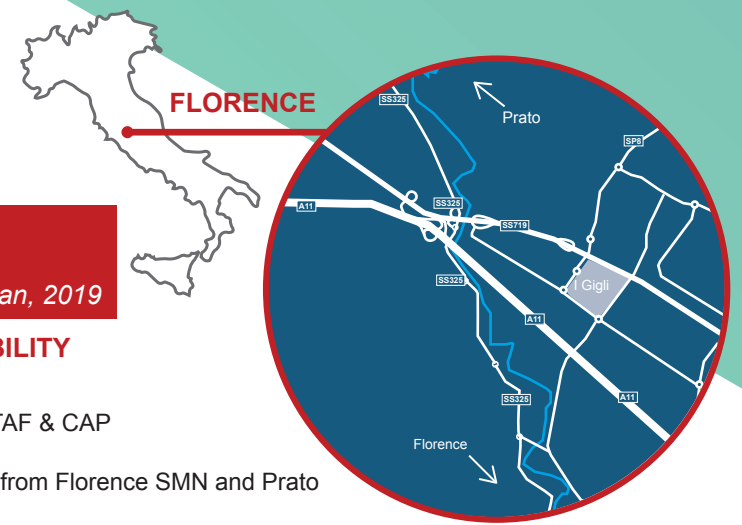 FLORENCE
SS325
Prato
SP8
A11
SS325
SS719
SS325
I Gigli
A11
A11
SS325
Florence
an, 2019
BILITY
TAF & CAP
from Florence SMN and Prato